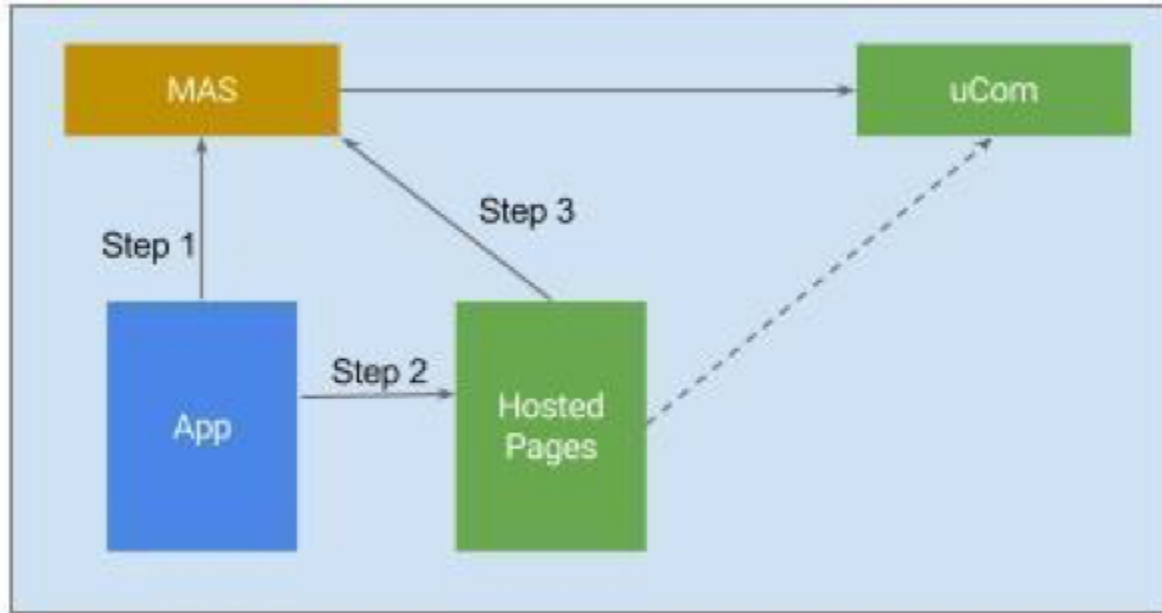 MAS
uCom
Step 3
Step 1
Step 2
App
Hosted
Pages